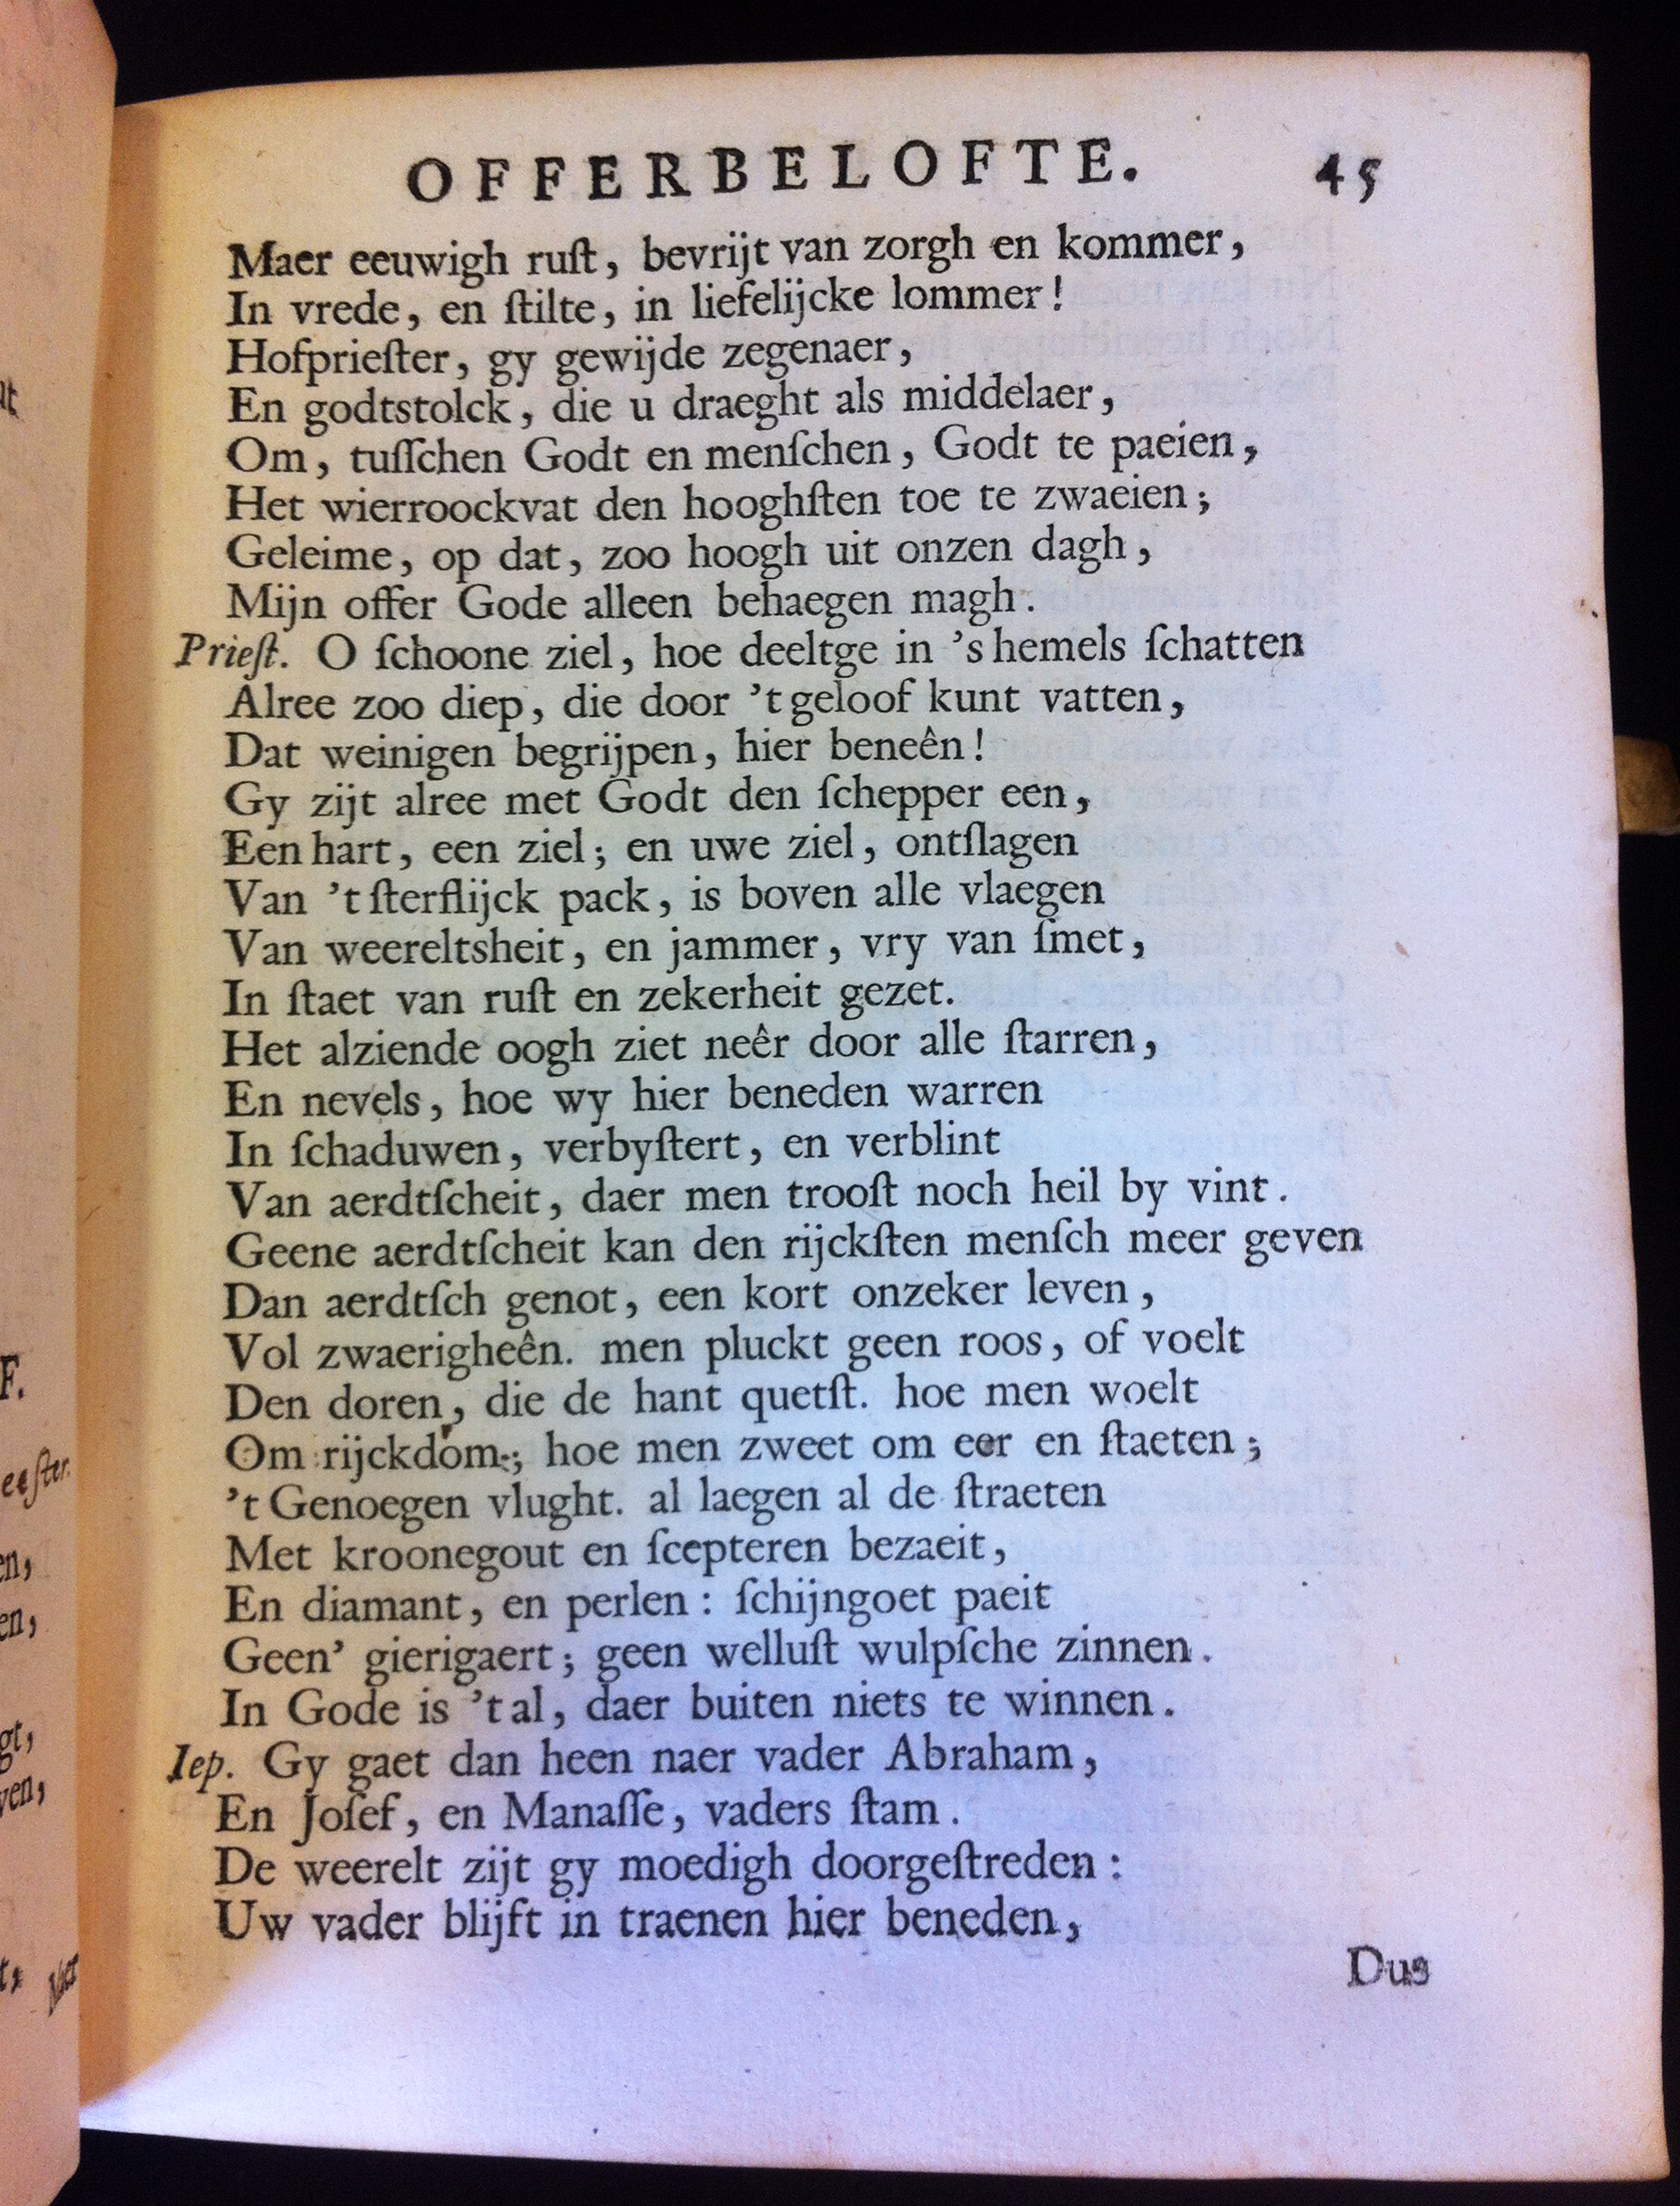 OFFERBELOFTE. 45
Maer eeuwigh ruſt, bevrijt van zorgh en kommer,
In vrede, en ſtilte, in liefelijcke lommer!
Hofprieſter, gy gewijde zegenaer,
En godtstolck, die u draeght als middelaer,
Om, tuſſchen Godt en menſchen, Godt te paeien,
Het wierroockvat den hooghſten toe te zwaeien;
Geleime, op dat, zoo hoogh uit onzen dagh,
Mijn offer Gode alleen behaegen magh.
Prieſt. O ſchoone ziel, hoe deeltge in 's hemels ſchatten
Alree zoo diep, die door 't geloof kunt vatten,
Dat weinigen begrijpen, hier beneên!
Gy zijt alree met Godt den ſchepper een,
Een hart, een ziel; en uwe ziel, ontſlagen
Van 't ſterflijck pack, is boven alle vlaegen
Van weereltsheit, en jammer, vry van ſmet,
In ſtaet van ruſt en zekerheit gezet.
Het alziende oogh ziet neêr door alle ſtarren,
En nevels, hoe wy hier beneden warren
In ſchaduwen, verbyſtert, en verblint
Van aerdtſcheit, daer men trooſt noch heil by vint.
Geene aerdtſcheit kan den rijckſten menſch meer geven
Dan aerdtſch genot, een kort onzeker leven,
Vol zwaerigheên. men pluckt geen roos, of voelt
Den doren, die de hant quetſt. hoe men woelt
Om rijckdom; hoe men zweet om eer en ſtaeten;
't Genoegen vlught. al laegen al de ſtraeten
Met kroonegout en ſcepteren bezaeit,
En diamant, en perlen: ſchijngoet paeit
Geen' gierigaert; geen welluſt wulpſche zinnen.
In Gode is 't al, daer buiten niets te winnen.
Iep. Gy gaet dan heen naer vader Abraham,
En Joſef, en Manaſſe, vaders ſtam.
De weerelt zijt gy moedigh doorgeſtreden:
Uw vader blijft in traenen hier beneden,
Dus